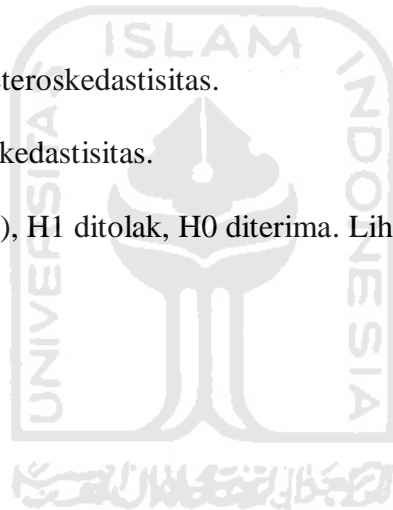 ISLAM
teroskedastisitas.
kedastisitas.
), H1 ditolak, H0 diterima. Lih
UNIVERSITAS
INDONESIA